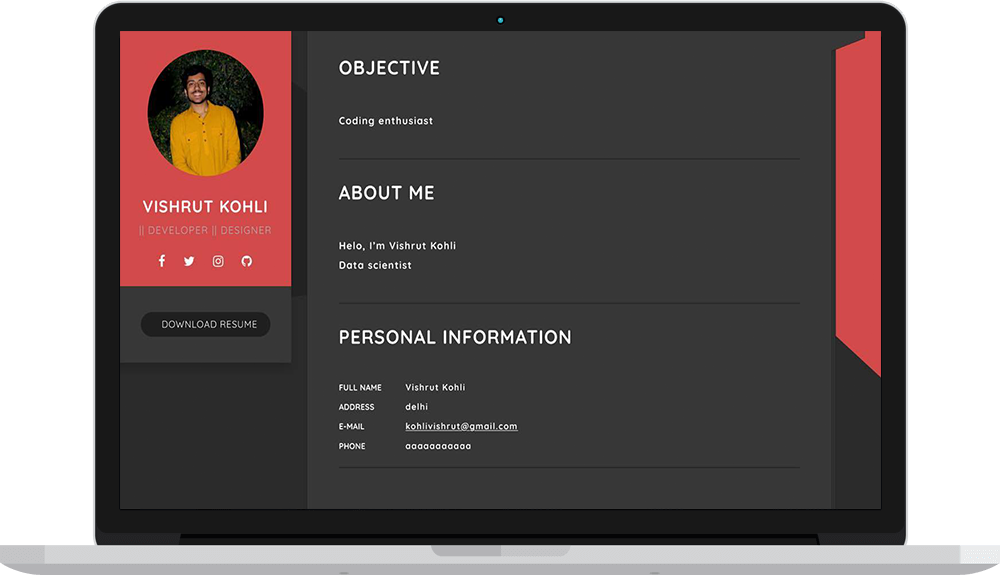 VISHRUT KOHLI
|| DEVELOPER || DESIGNER
DOWNLOAD RESUME
OBJECTIVE
Coding enthusiast
ABOUT ME
Helo, I'm Vishrut Kohli
Data scientist
PERSONAL INFORMATION
FULL NAME Vishrut Kohli
ADDRESS delhi
E-MAIL kohlivishrut@gmail.com
PHONE aaaaaaaaaaa